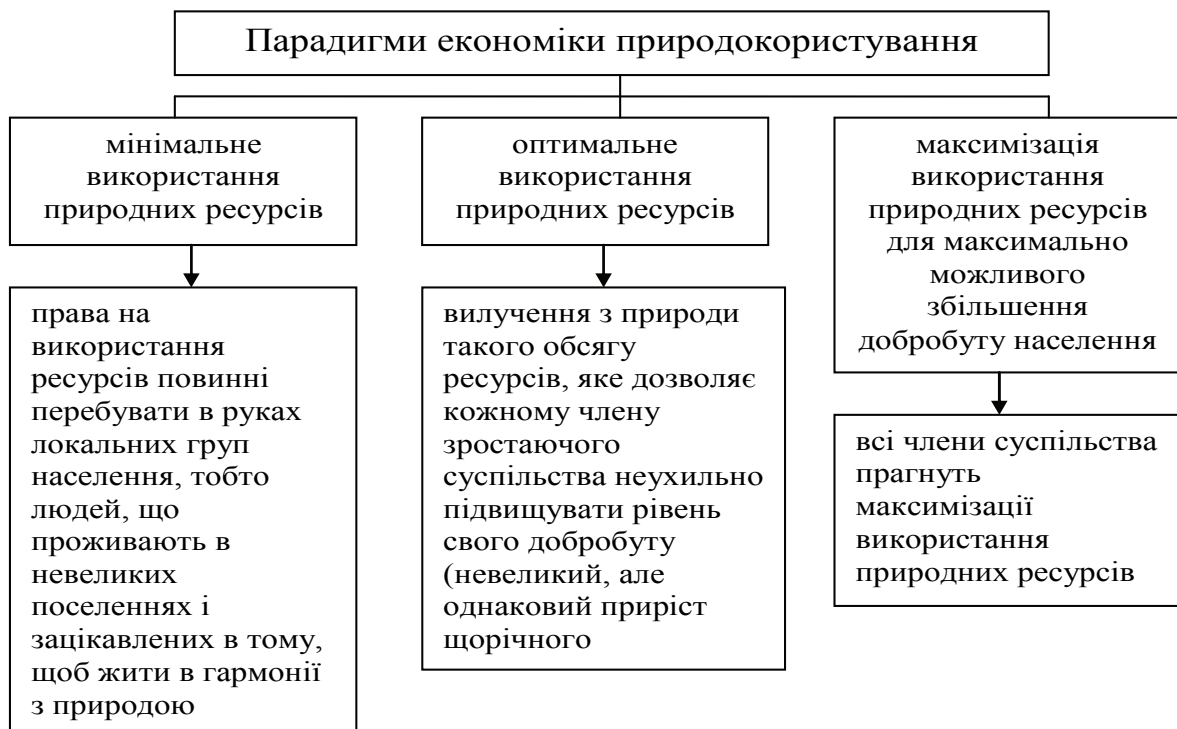 Парадигми економіки природокористування
мінімальне
використання
природних ресурсів
оптимальне
використання
природних ресурсів
максимізація
використання
природних ресурсів
для максимально
можливого
збільшення
добробуту населення
права на
використання
ресурсів повинні
перебувати в руках
локальних груп
населення, тобто
людей, що
проживають в
невеликих
поселеннях і
зацікавлених в тому,
щоб жити в гармонії
з природою
вилучення з природи
такого обсягу
ресурсів, яке дозволяє
кожному члену
зростаючого
суспільства неухильно
підвищувати рівень
свого добробуту
(невеликий, але
однаковий приріст
щорічного
всі члени суспільства
прагнуть
максимізації
використання
природних ресурсів